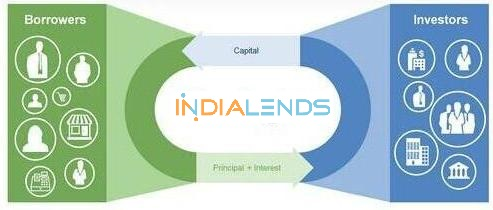 Borrowers
Investors
Capital
INDIALENDS
Principal + Interest